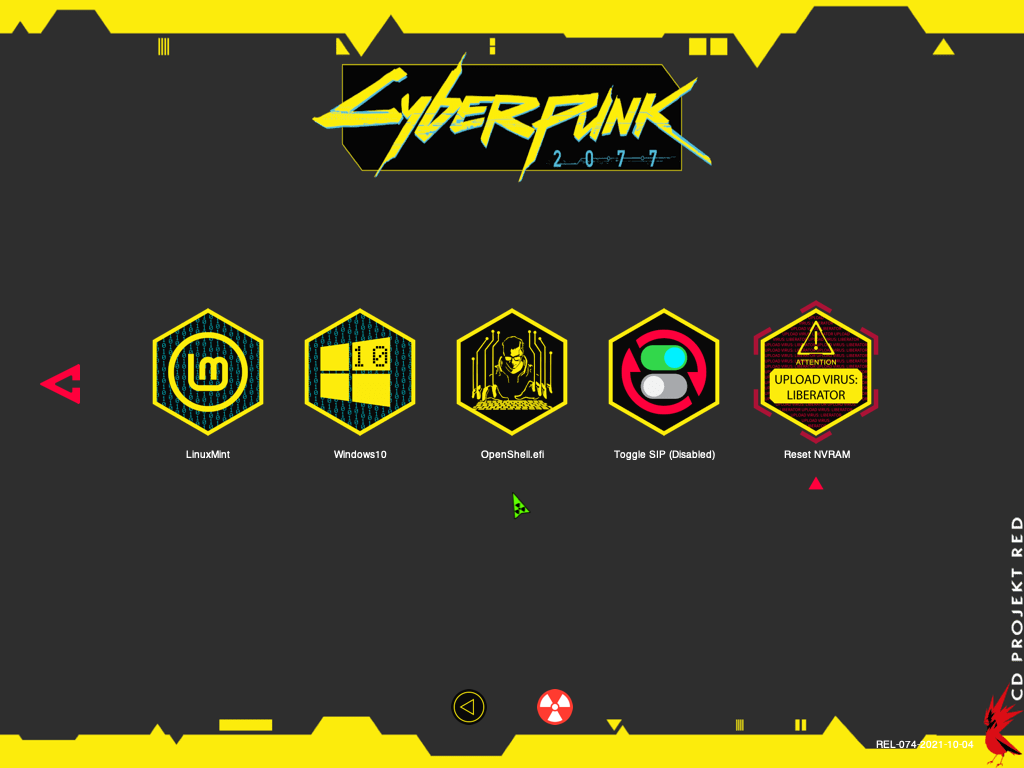 Cyberpunk
2077
10
ATTENTION
UPLOAD VIRUS:
LIBERATOR
LinuxMint
Windows10
OpenShell.efi
Toggle SIP (Disabled)
Reset NVRAM
CD PROJEKT RED
REL-074-2021-10-04